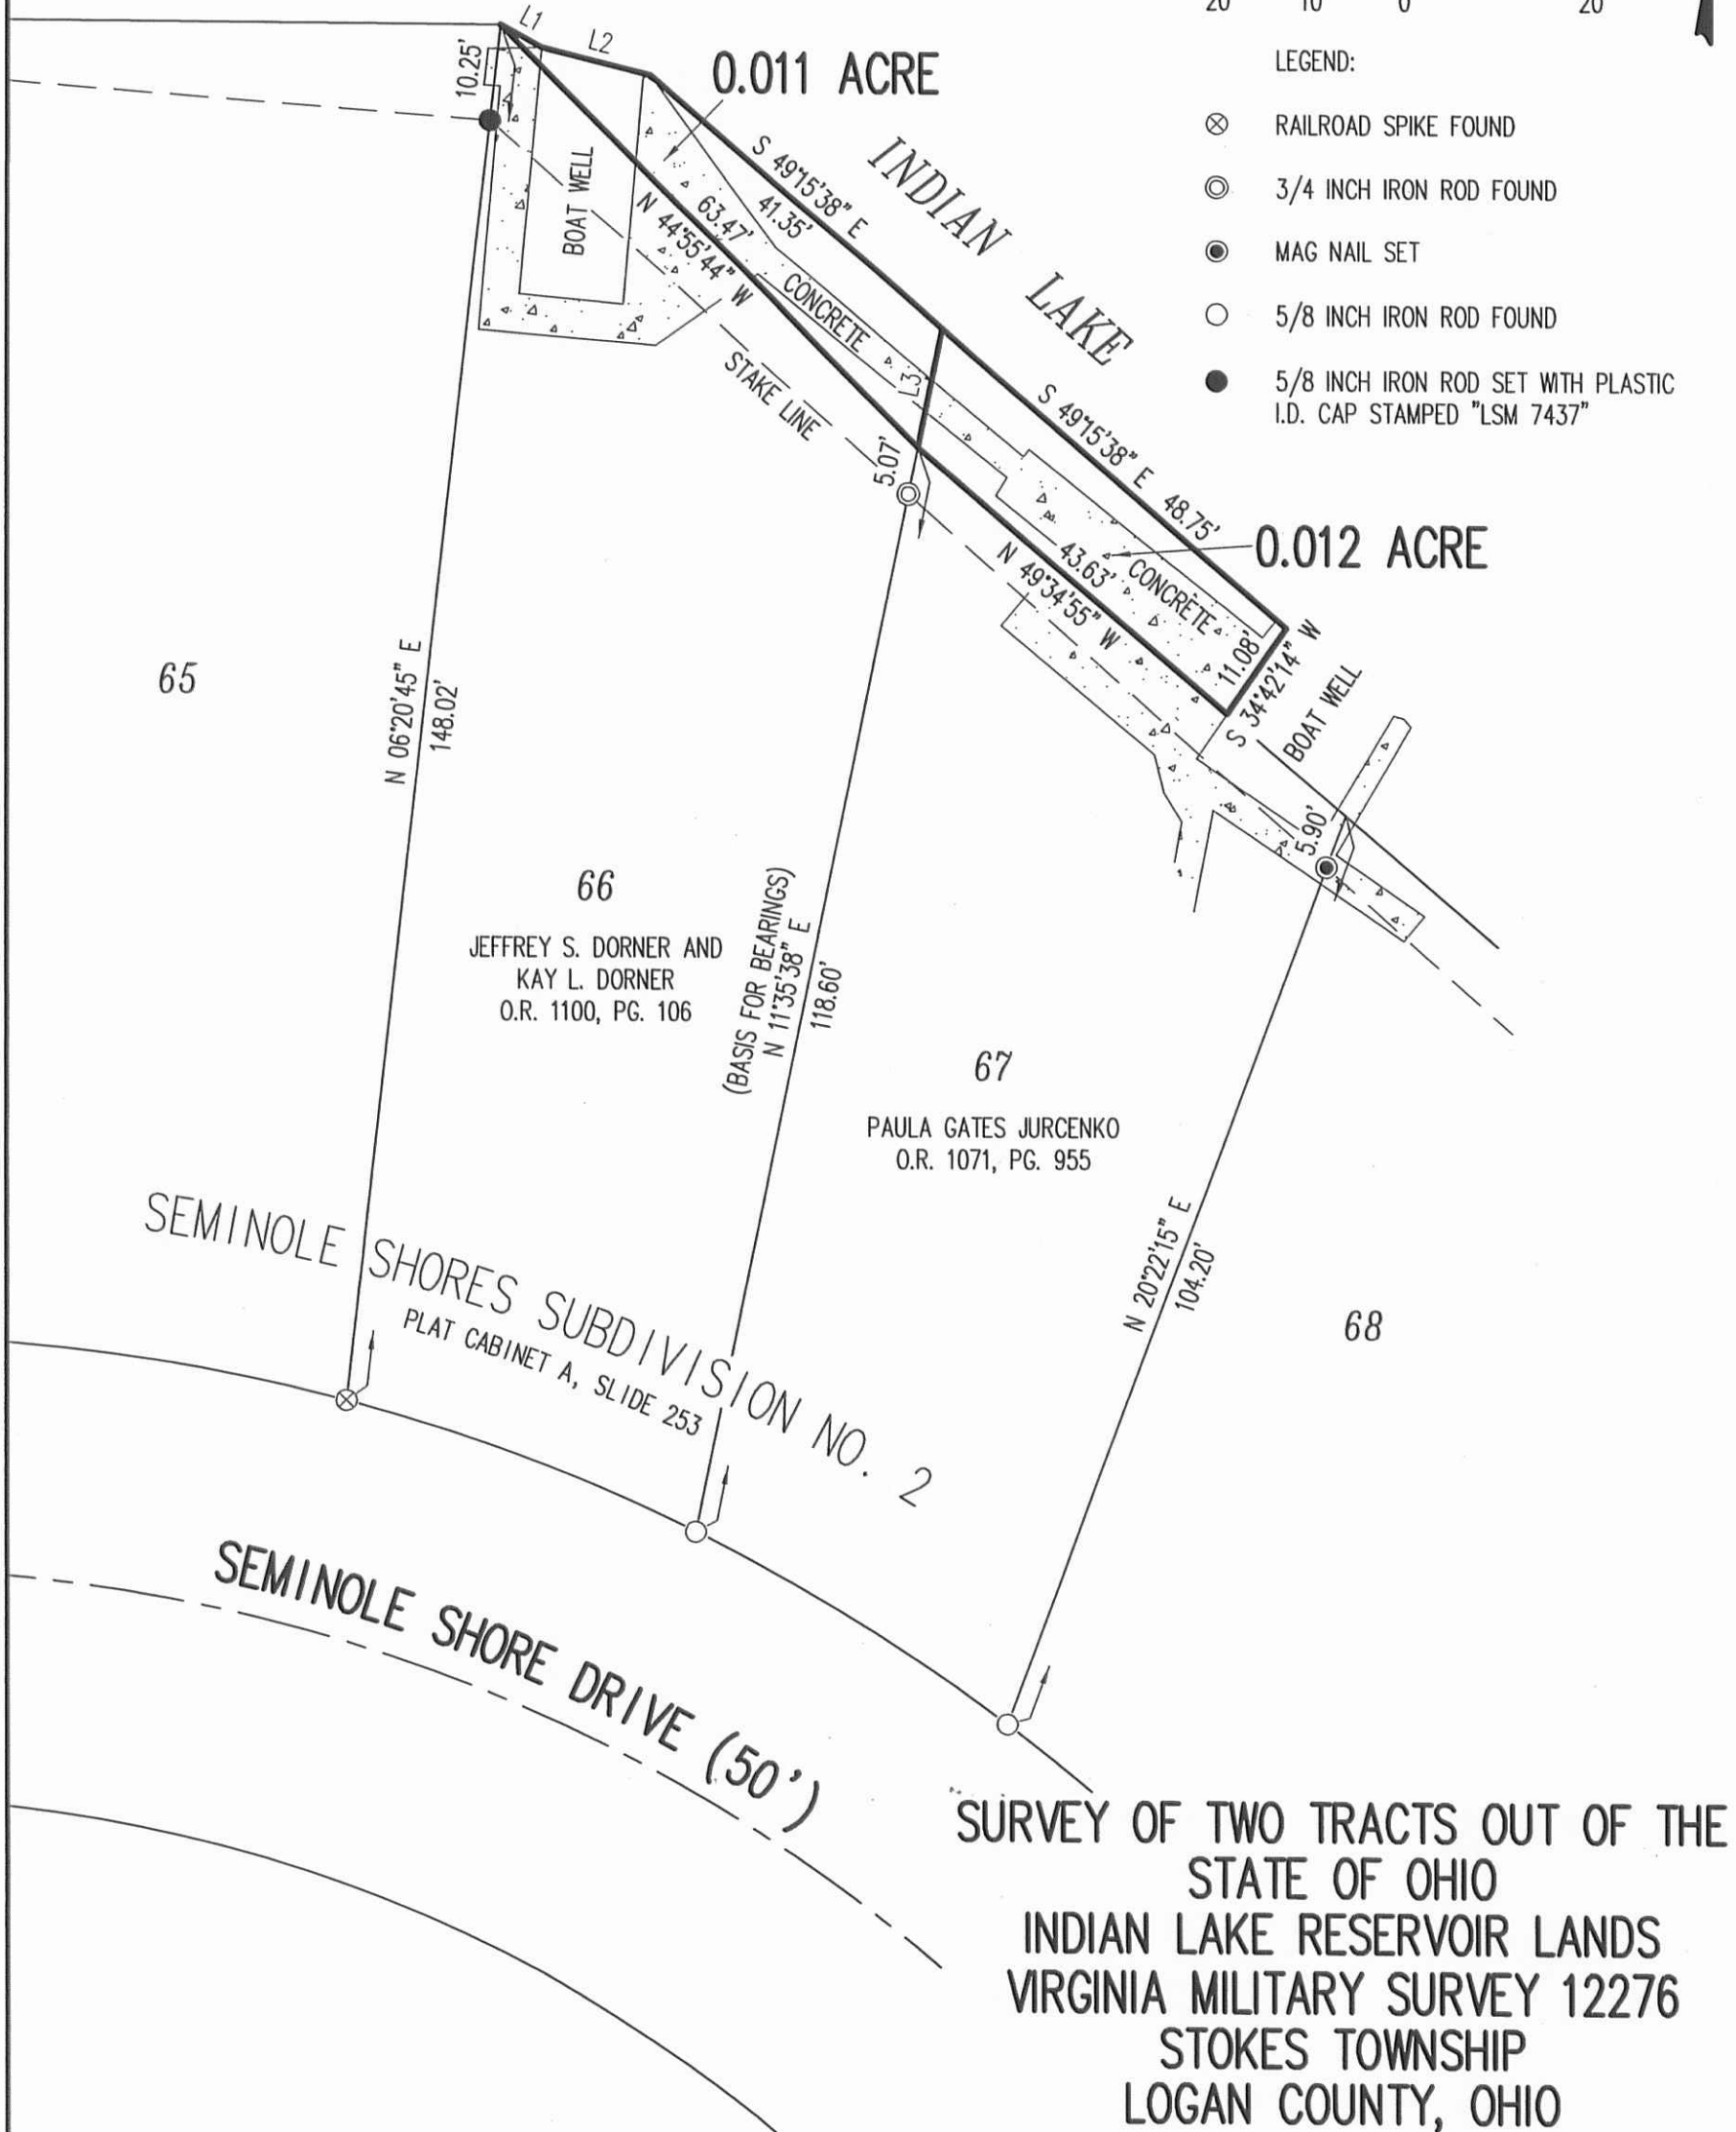 20 10 0 20
LEGEND:
RAILROAD SPIKE FOUND
3/4 INCH IRON ROD FOUND
MAG NAIL SET
5/8 INCH IRON ROD FOUND
5/8 INCH IRON ROD SET WITH PLASTIC
I.D. CAP STAMPED "LSM 7437"
L1
L2
10.25'
0.011 ACRE
S 49°15'38" E
41.35'
INDIAN LAKE
BOAT WELL
63.47'
N 44°55'44" W
CONCRETE
L3
STAKE LINE
5.07'
S 49°15'38" E 48.75'
0.012 ACRE
43.63'
N 49°34'55" W
CONCRETE
11.08'
S 34°42'14" W
BOAT WELL
5.90'
65
N 06°20'45" E
148.02'
66
JEFFREY S. DORNER AND
KAY L. DORNER
O.R. 1100, PG. 106
(BASIS FOR BEARINGS)
N 11°35'38" E
118.60'
67
PAULA GATES JURCENKO
O.R. 1071, PG. 955
N 20°22'15" E
104.20'
68
SEMINOLE SHORES SUBDIVISION NO. 2
PLAT CABINET A, SLIDE 253
SEMINOLE SHORE DRIVE (50')
SURVEY OF TWO TRACTS OUT OF THE
STATE OF OHIO
INDIAN LAKE RESERVOIR LANDS
VIRGINIA MILITARY SURVEY 12276
STOKES TOWNSHIP
LOGAN COUNTY, OHIO